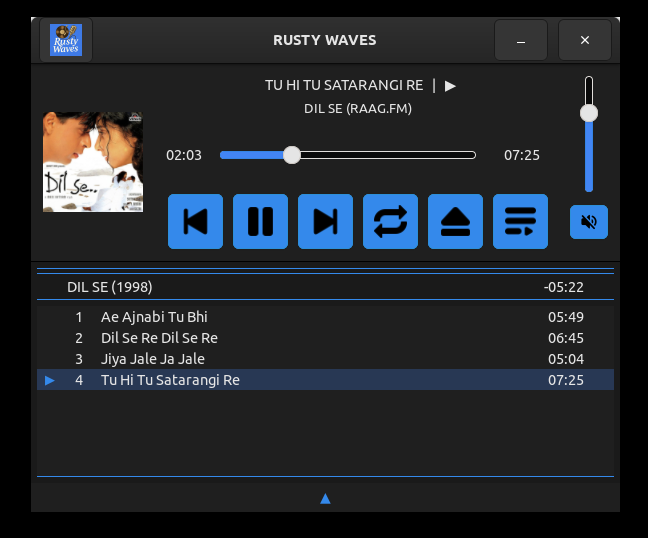 Rusty
Waves
RUSTY WAVES
TU HI TU SATARANGI RE | ▶
DIL SE (RAAG.FM)
Dil Se...
02:03 07:25
DIL SE (1998) -05:22
1 Ae Ajnabi Tu Bhi 05:49
2 Dil Se Re Dil Se Re 06:45
3 Jiya Jale Ja Jale 05:04
▶ 4 Tu Hi Tu Satarangi Re 07:25